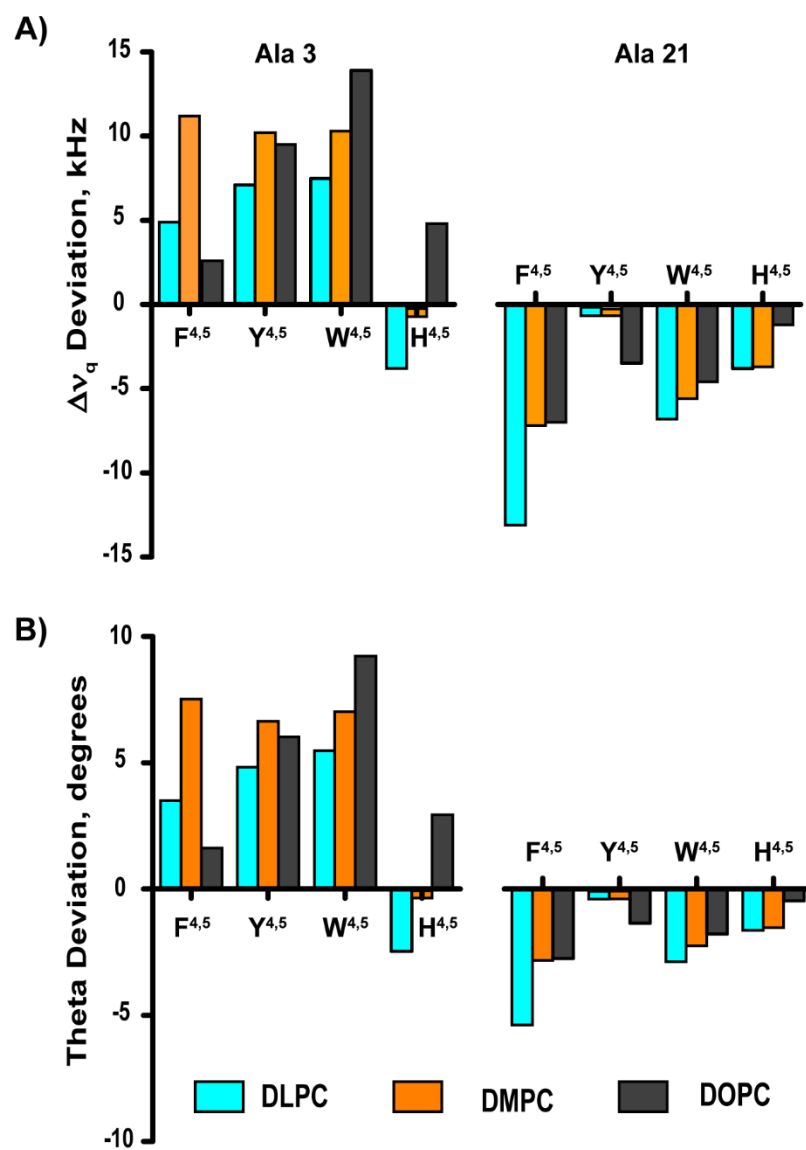 A)
Ala 3
Ala 21
Δν_q Deviation, kHz
15
10
5
0
-5
-10
-15
F⁴,⁵
Y⁴,⁵
W⁴,⁵
H⁴,⁵
F⁴,⁵
Y⁴,⁵
W⁴,⁵
H⁴,⁵
B)
Theta Deviation, degrees
10
5
0
-5
-10
F⁴,⁵
Y⁴,⁵
W⁴,⁵
H⁴,⁵
F⁴,⁵
Y⁴,⁵
W⁴,⁵
H⁴,⁵
DLPC
DMPC
DOPC